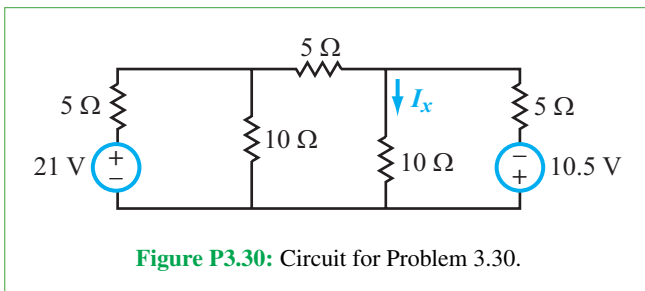 5 Ω
5 Ω
I_x
5 Ω
10 Ω
10 Ω
21 V
+
−
−
+
10.5 V
Figure P3.30: Circuit for Problem 3.30.